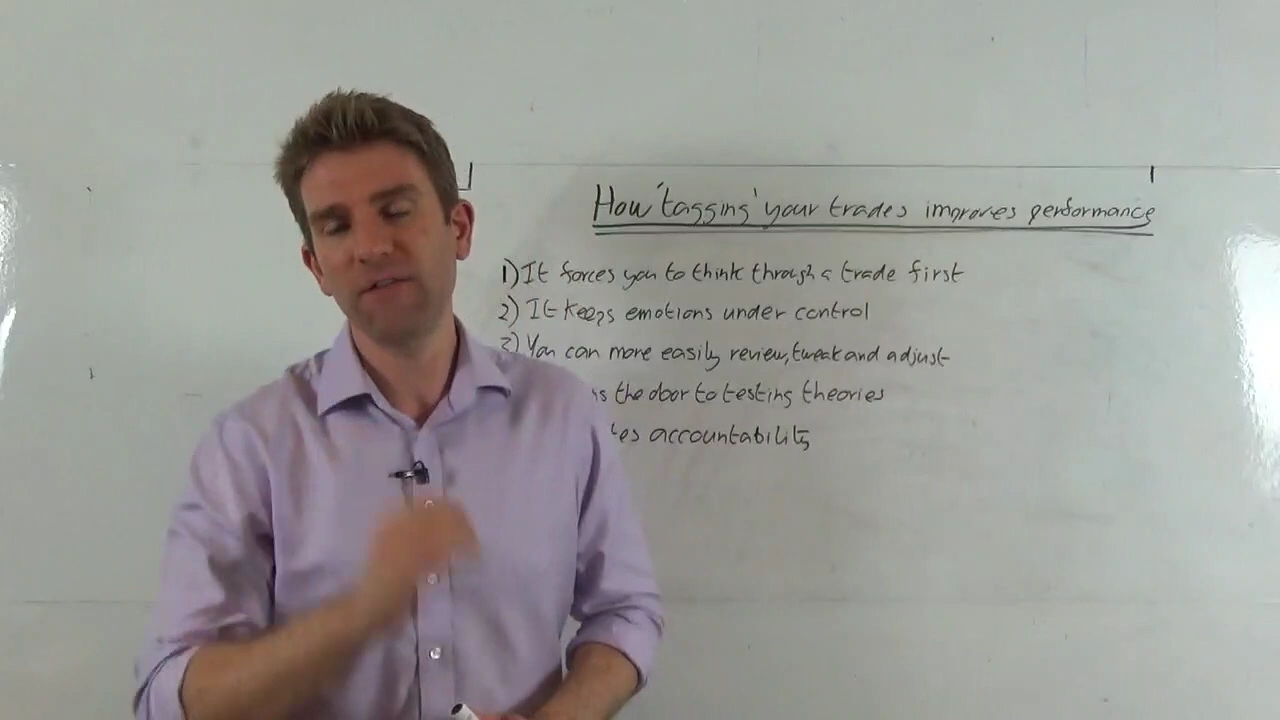 How 'tagging' your trades improves performance
1) It forces you to think through a trade first
2) It keeps emotions under control
3) You can more easily review, tweak and adjust
the door to testing theories
accountability